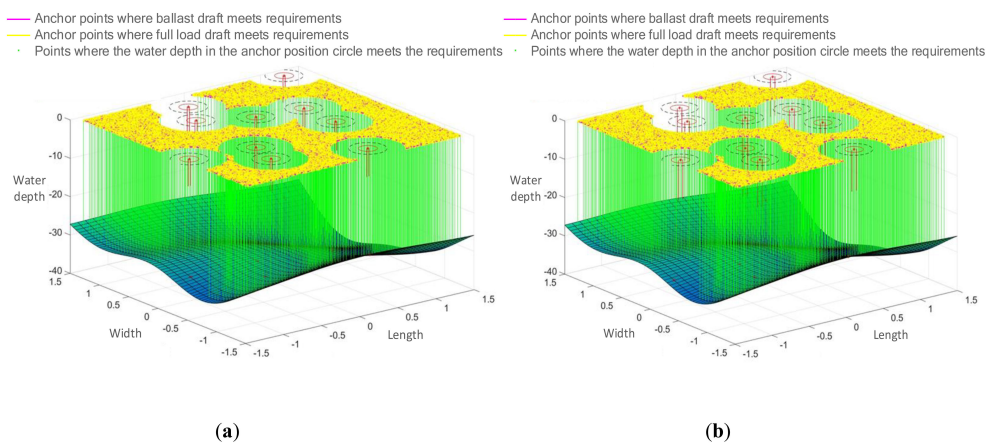 Anchor points where ballast draft meets requirements
Anchor points where full load draft meets requirements
Points where the water depth in the anchor position circle meets the requirements
0
-10
Water
depth
-20
-30
-40
1.5
1
0.5
0
Width
-0.5
-1
-1.5
-1.5
-1
-0.5
0
Length
0.5
1
1.5
(a)
Anchor points where ballast draft meets requirements
Anchor points where full load draft meets requirements
Points where the water depth in the anchor position circle meets the requirements
0
-10
Water
depth
-20
-30
-40
1.5
1
0.5
0
Width
-0.5
-1
-1.5
-1.5
-1
-0.5
0
Length
0.5
1
1.5
(b)